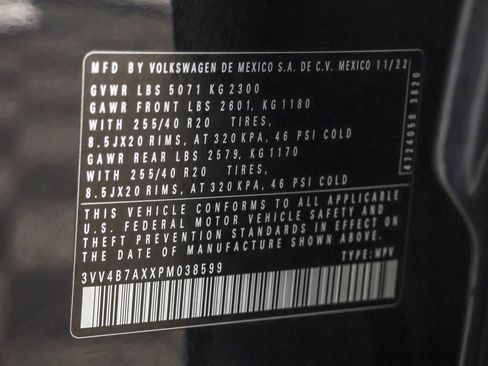 MFD BY VOLKSWAGEN DE MEXICO S.A. DE C.V. MEXICO 11/22
GVWR LBS 5071 KG 2300
GAWR FRONT LBS 2601, KG 1180
WITH 255/40 R20 TIRES,
8.5JX20 RIMS, AT 320 KPA, 46 PSI COLD
GAWR REAR LBS 2579, KG 1170
WITH 255/40 R20 TIRES,
8.5JX20 RIMS, AT 320 KPA, 46 PSI COLD
THIS VEHICLE CONFORMS TO ALL APPLICABLE
U.S. FEDERAL MOTOR VEHICLE SAFETY AND
THEFT PREVENTION STANDARDS IN EFFECT ON
THE DATE OF MANUFACTURE SHOWN ABOVE.
3VV4B7AXXPM038599 TYPE:MPV
4724058 3820